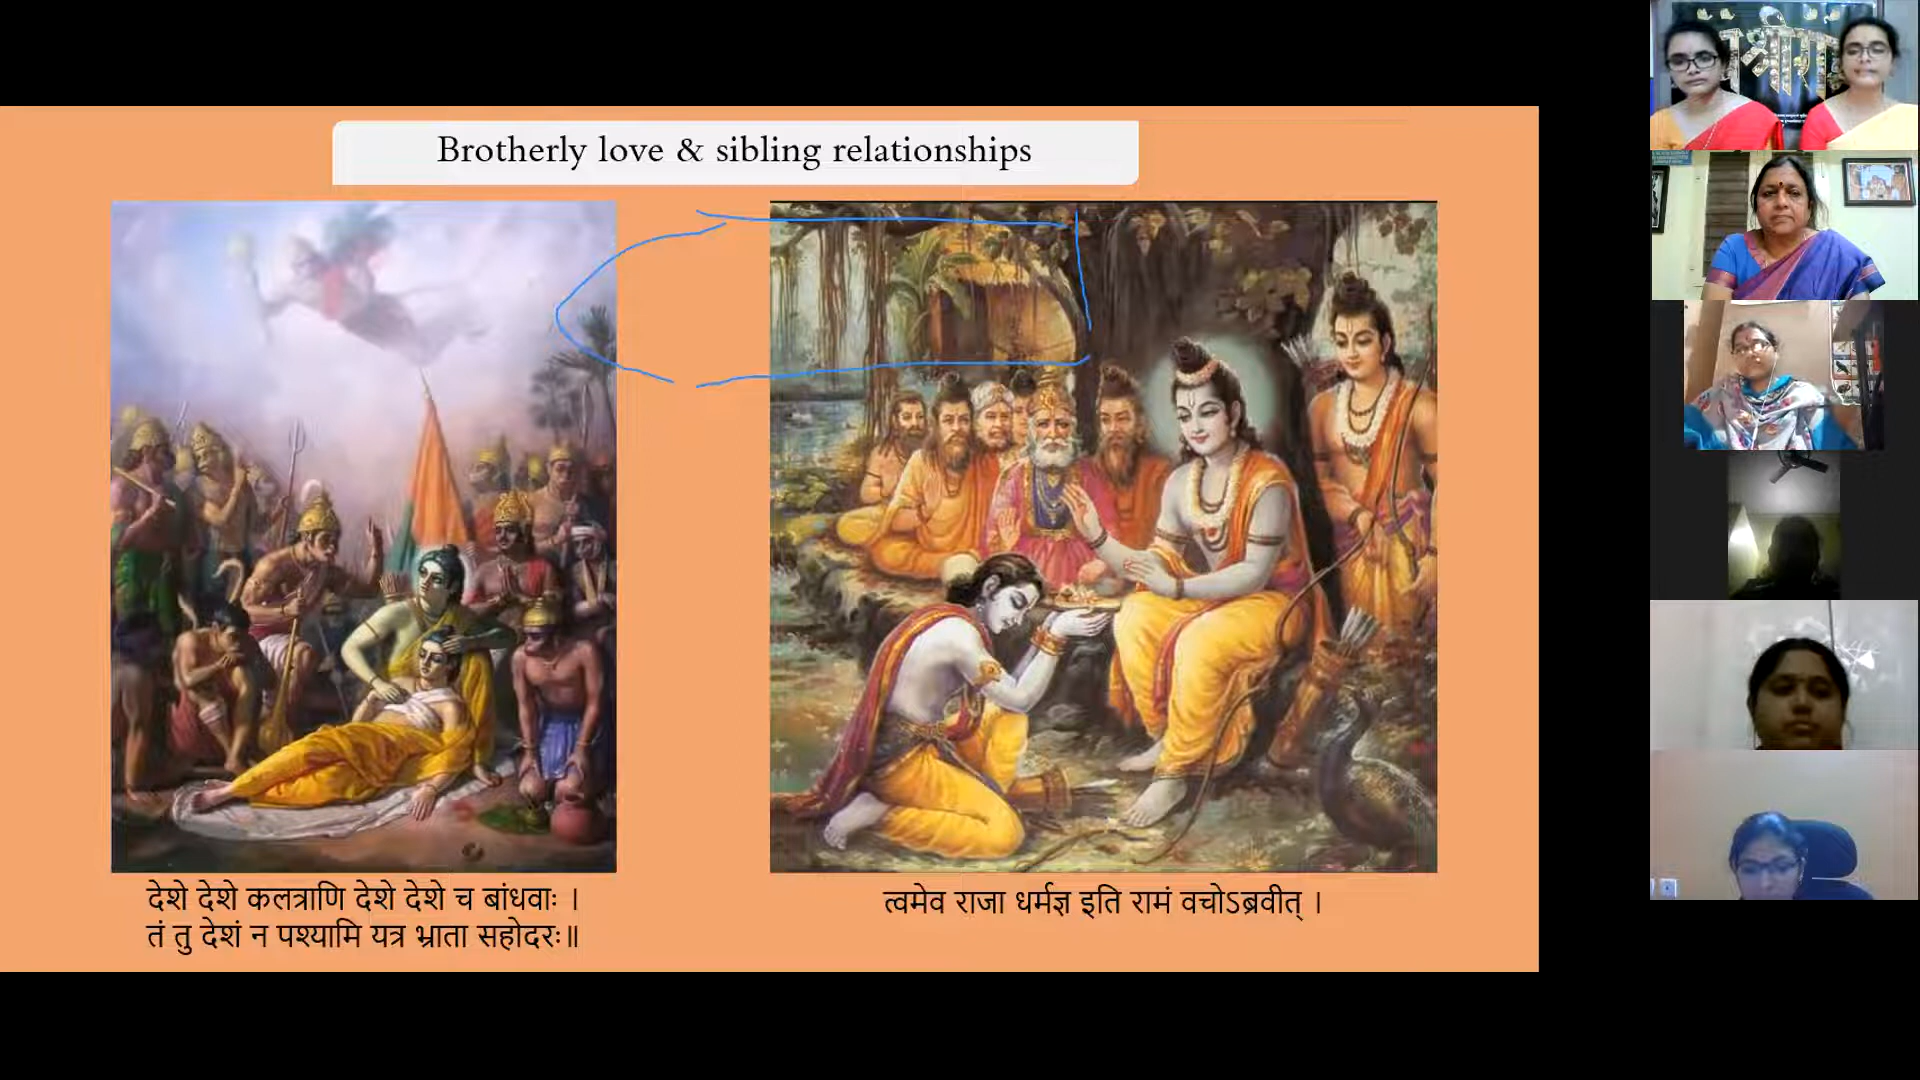 Brotherly love & sibling relationships
देशे देशे कलत्राणि देशे देशे च बांधवाः ।
तं तु देशं न पश्यामि यत्र भ्राता सहोदरः॥
त्वमेव राजा धर्मज्ञ इति रामं वचोऽब्रवीत् ।